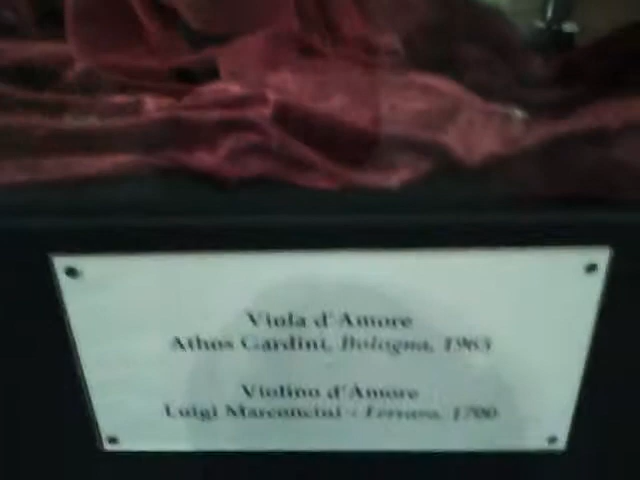 Viola d'Amore
Athos Gardini, Bologna, 1963
Violino d'Amore
Luigi Marconcini - Ferrara, 1700